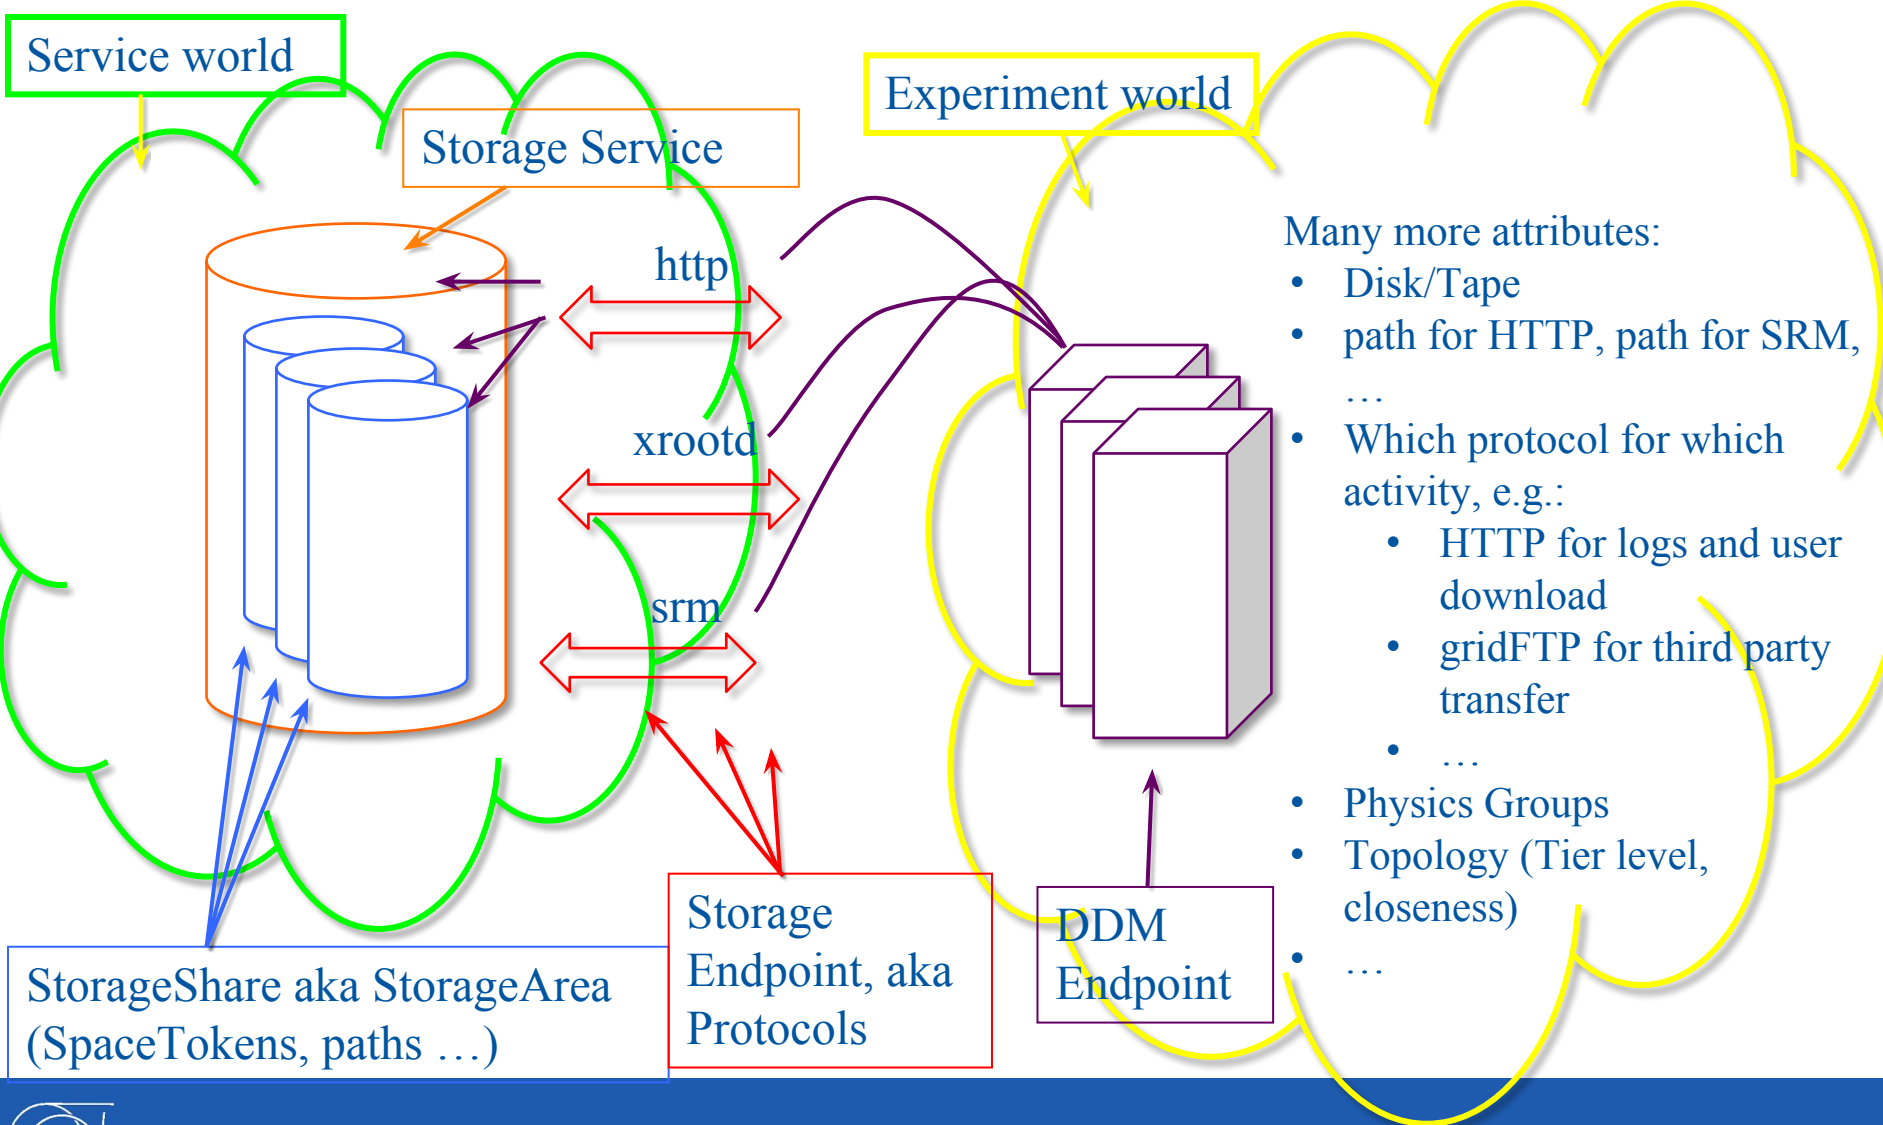 Service world
Experiment world
Storage Service
http
xrootd
srm
Many more attributes:
• Disk/Tape
• path for HTTP, path for SRM,
…
• Which protocol for which
activity, e.g.:
• HTTP for logs and user
download
• gridFTP for third party
transfer
• …
• Physics Groups
• Topology (Tier level,
closeness)
• …
StorageShare aka StorageArea
(SpaceTokens, paths …)
Storage
Endpoint, aka
Protocols
DDM
Endpoint